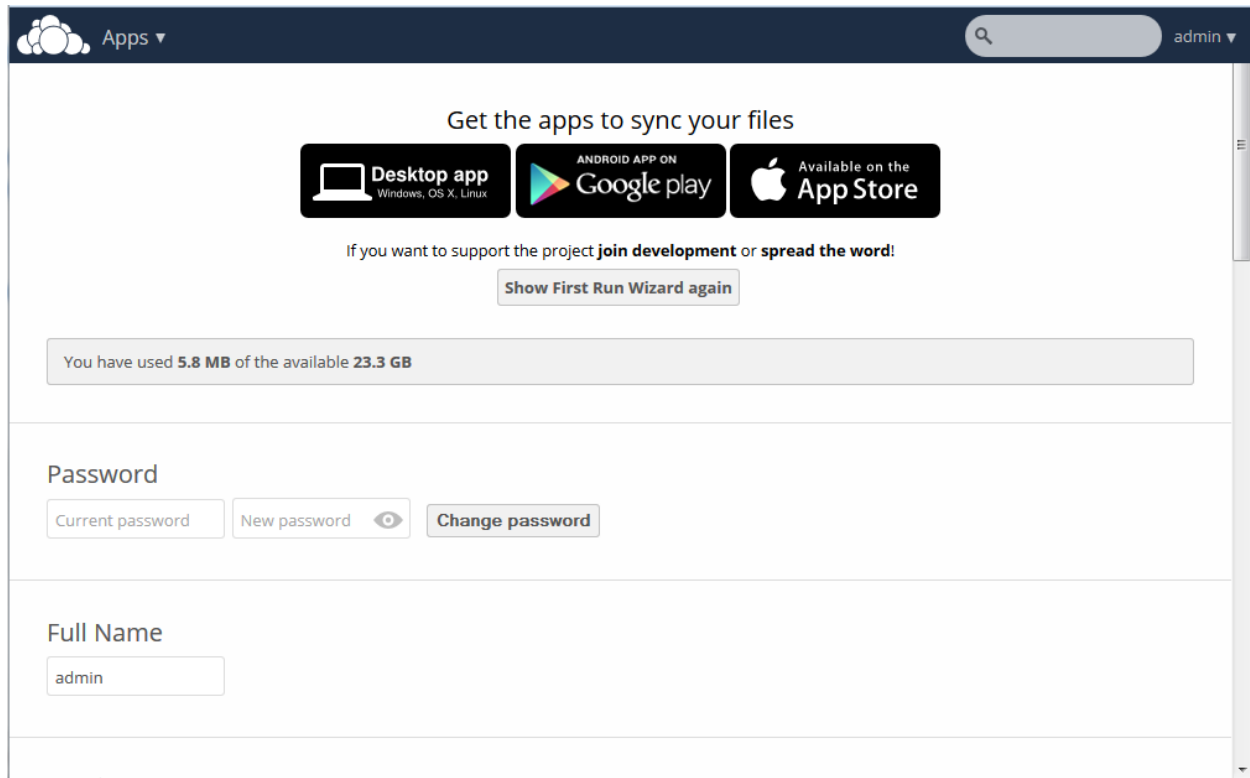 Apps ▾
admin ▾
Get the apps to sync your files
Desktop app
Windows, OS X, Linux
ANDROID APP ON
Google play
Available on the
App Store
If you want to support the project join development or spread the word!
Show First Run Wizard again
You have used 5.8 MB of the available 23.3 GB
Password
Current password New password Change password
Full Name
admin